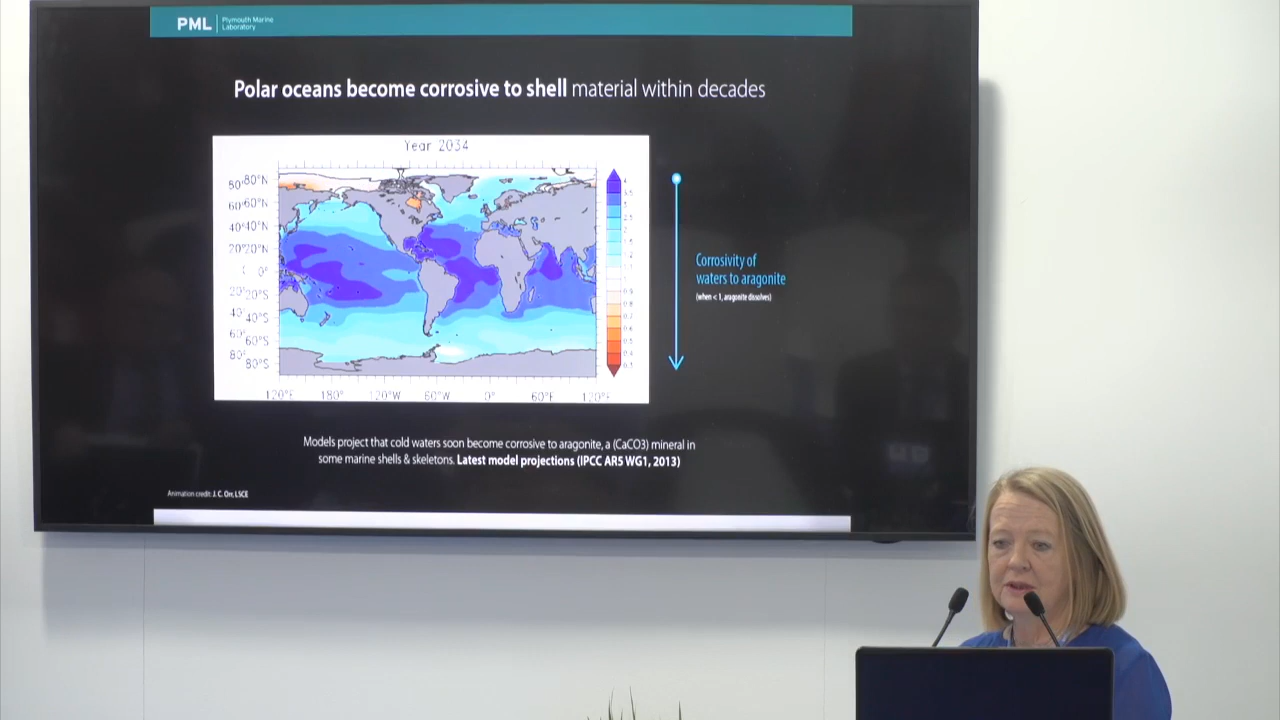 PML
Plymouth Marine
Laboratory
Polar oceans become corrosive to shell material within decades
Year 2034
80°N
60°N
40°N
20°N
0°
20°S
40°S
60°S
80°S
120°E 180° 120°W 60°W 0° 60°E 120°E
Corrosivity of
waters to aragonite
(when < 1, aragonite dissolves)
Models project that cold waters soon become corrosive to aragonite, a (CaCO3) mineral in
some marine shells & skeletons. Latest model projections (IPCC AR5 WG1, 2013)
Animation credit: J. C. Orr, LSCE